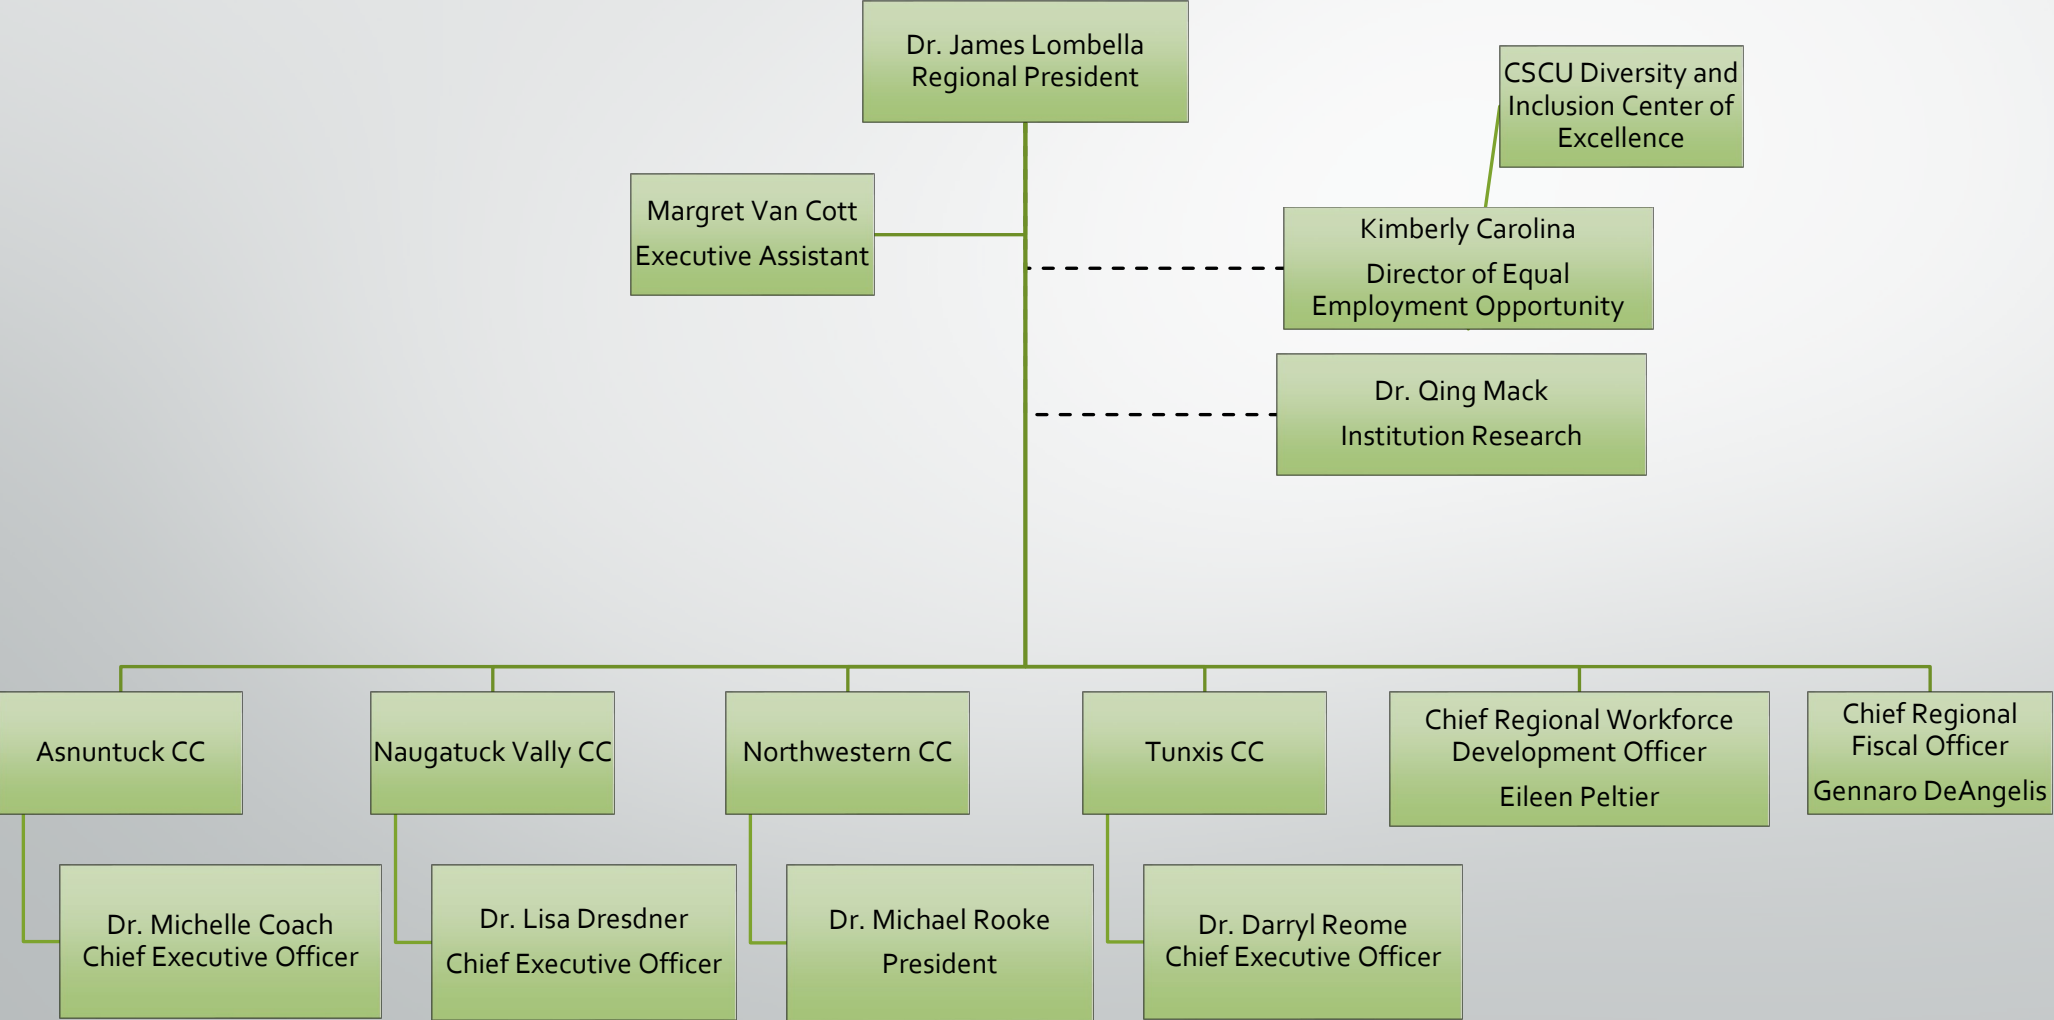 Dr. James Lombella
Regional President
CSCU Diversity and
Inclusion Center of
Excellence
Margret Van Cott
Executive Assistant
Kimberly Carolina
Director of Equal
Employment Opportunity
Dr. Qing Mack
Institution Research
Asnuntuck CC
Naugatuck Vally CC
Northwestern CC
Tunxis CC
Chief Regional Workforce
Development Officer
Eileen Peltier
Chief Regional
Fiscal Officer
Gennaro DeAngelis
Dr. Michelle Coach
Chief Executive Officer
Dr. Lisa Dresdner
Chief Executive Officer
Dr. Michael Rooke
President
Dr. Darryl Reome
Chief Executive Officer